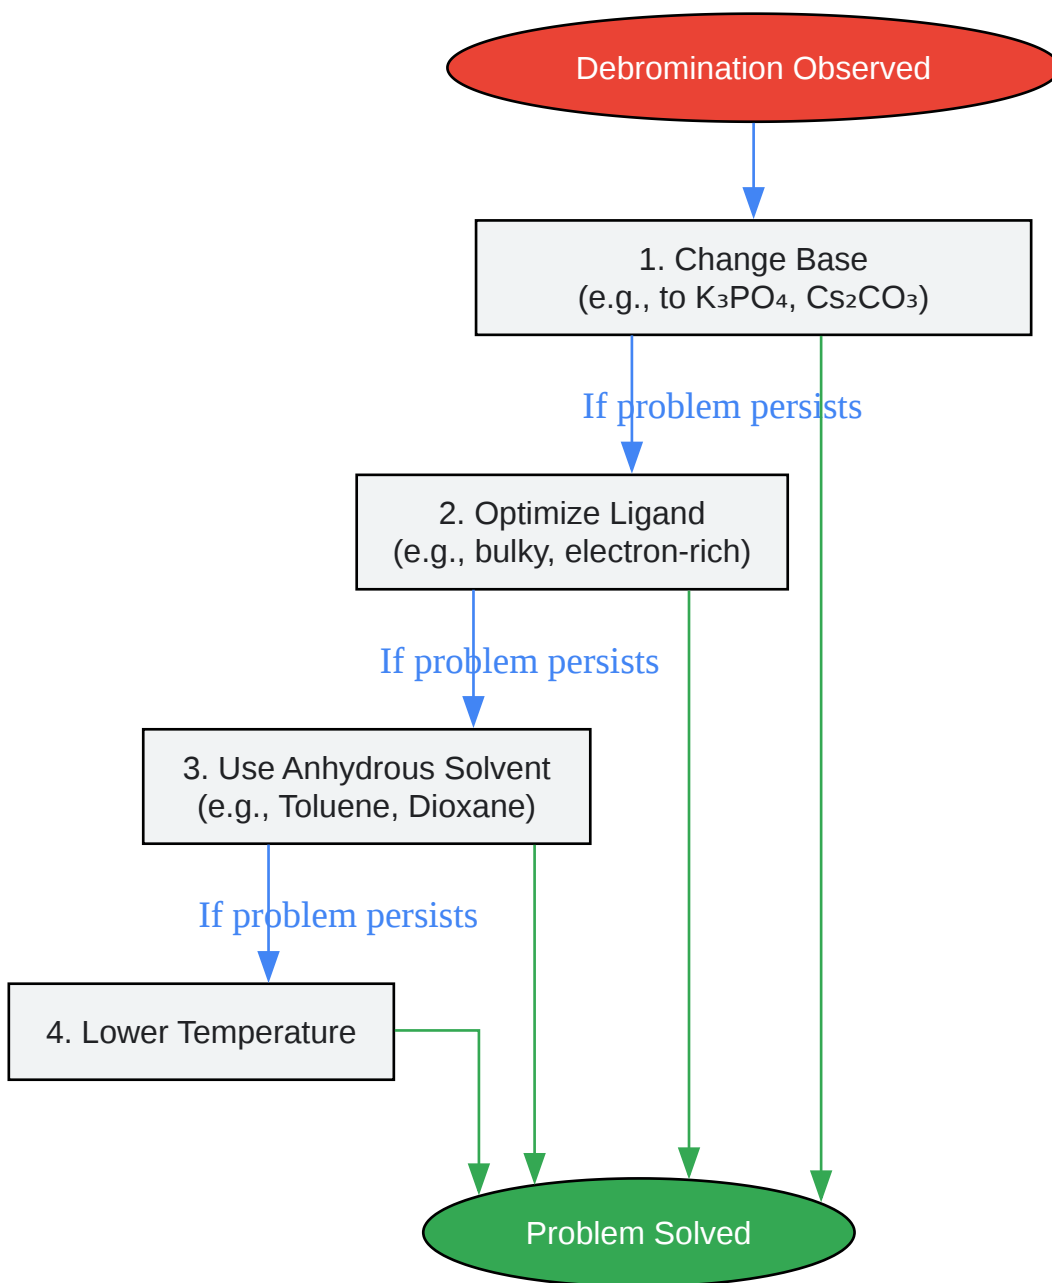 Debromination Observed
1. Change Base
(e.g., to K₃PO₄, Cs₂CO₃)
If problem persists
2. Optimize Ligand
(e.g., bulky, electron-rich)
If problem persists
3. Use Anhydrous Solvent
(e.g., Toluene, Dioxane)
If problem persists
4. Lower Temperature
Problem Solved